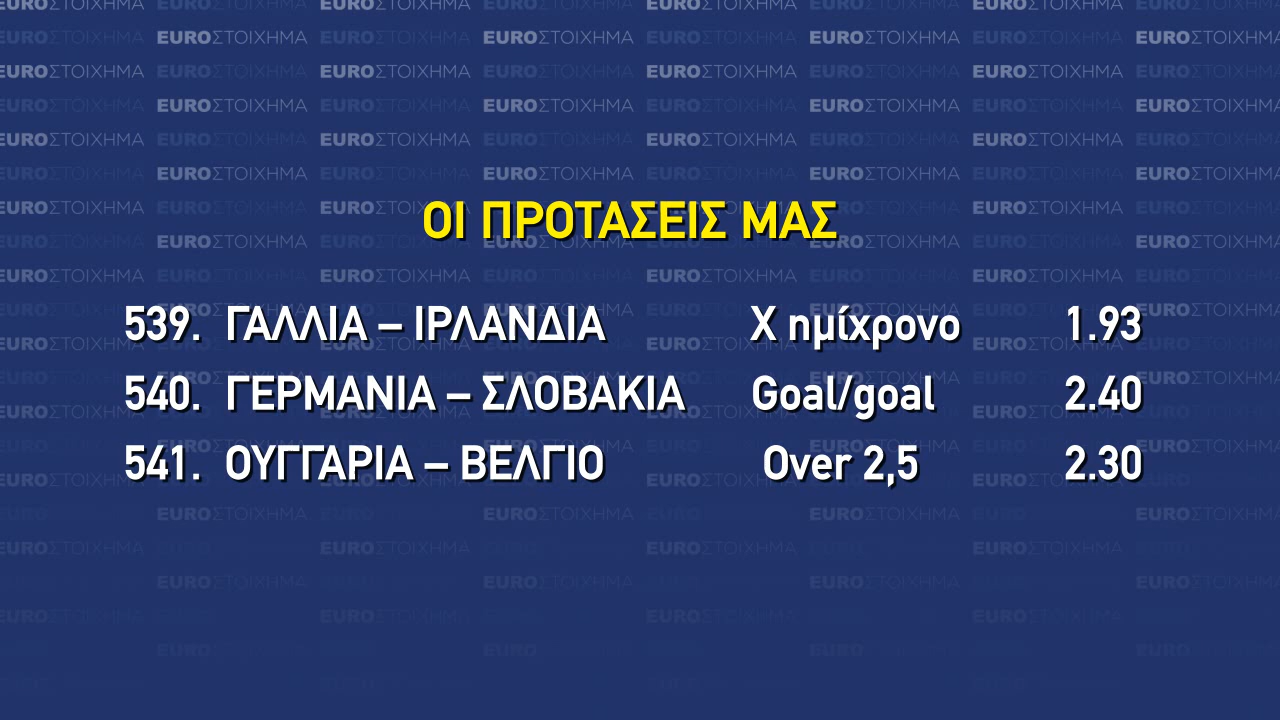 ΟΙ ΠΡΟΤΑΣΕΙΣ ΜΑΣ
539. ΓΑΛΛΙΑ – ΙΡΛΑΝΔΙΑ Χ ημίχρονο 1.93
540. ΓΕΡΜΑΝΙΑ – ΣΛΟΒΑΚΙΑ Goal/goal 2.40
541. ΟΥΓΓΑΡΙΑ – ΒΕΛΓΙΟ Over 2,5 2.30